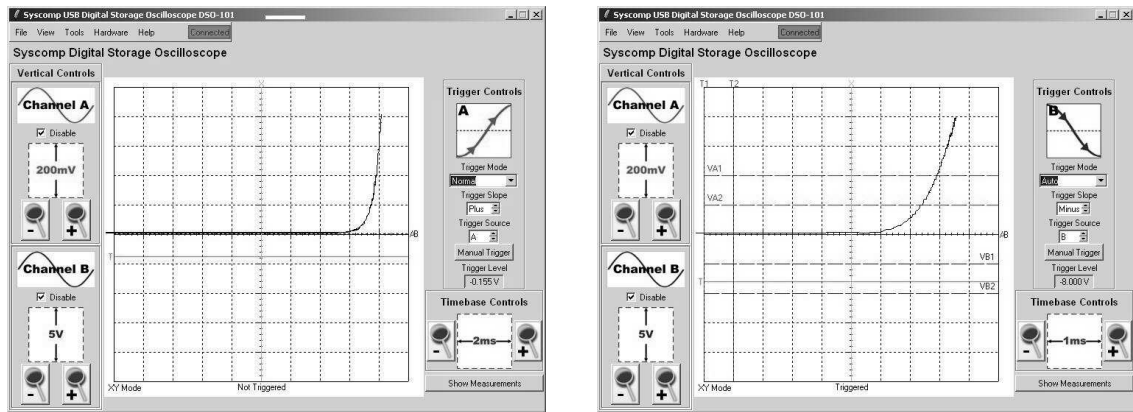 Syscomp USB Digital Storage Oscilloscope DSO-101
File View Tools Hardware Help Connected
Syscomp Digital Storage Oscilloscope
Vertical Controls
Channel A
Disable
200mV
- +
Channel B
Disable
5V
- +
X
AB
T
XY Mode Not Triggered
Trigger Controls
A
Trigger Mode
Normal
Trigger Slope
Plus
Trigger Source
A
Manual Trigger
Trigger Level
-0.155 V
Timebase Controls
- 2ms +
Show Measurements
Syscomp USB Digital Storage Oscilloscope DSO-101
File View Tools Hardware Help Connected
Syscomp Digital Storage Oscilloscope
Vertical Controls
Channel A
Disable
200mV
- +
Channel B
Disable
5V
- +
T1 T2 X
VA1
VA2
AB
VB1
T
VB2
XY Mode Triggered
Trigger Controls
B
Trigger Mode
Auto
Trigger Slope
Minus
Trigger Source
B
Manual Trigger
Trigger Level
-8.000 V
Timebase Controls
- 1ms +
Show Measurements